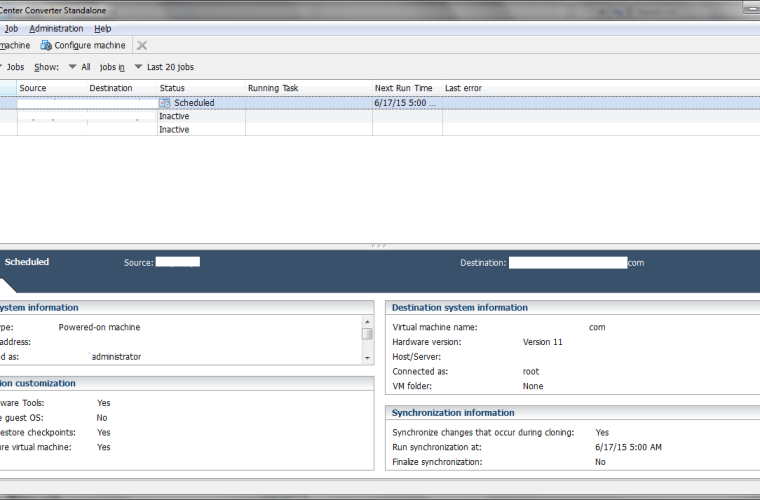 Center Converter Standalone
Job Administration Help
machine Configure machine
Jobs Show: All jobs in Last 20 jobs
Source Destination Status Running Task Next Run Time Last error
Scheduled 6/17/15 5:00 ...
Inactive
Inactive
Scheduled Source: Destination: com
ystem information
ype: Powered-on machine
address:
ed as: administrator
ion customization
ware Tools: Yes
e guest OS: No
estore checkpoints: Yes
ure virtual machine: Yes
Destination system information
Virtual machine name: com
Hardware version: Version 11
Host/Server:
Connected as: root
VM folder: None
Synchronization information
Synchronize changes that occur during cloning: Yes
Run synchronization at: 6/17/15 5:00 AM
Finalize synchronization: No